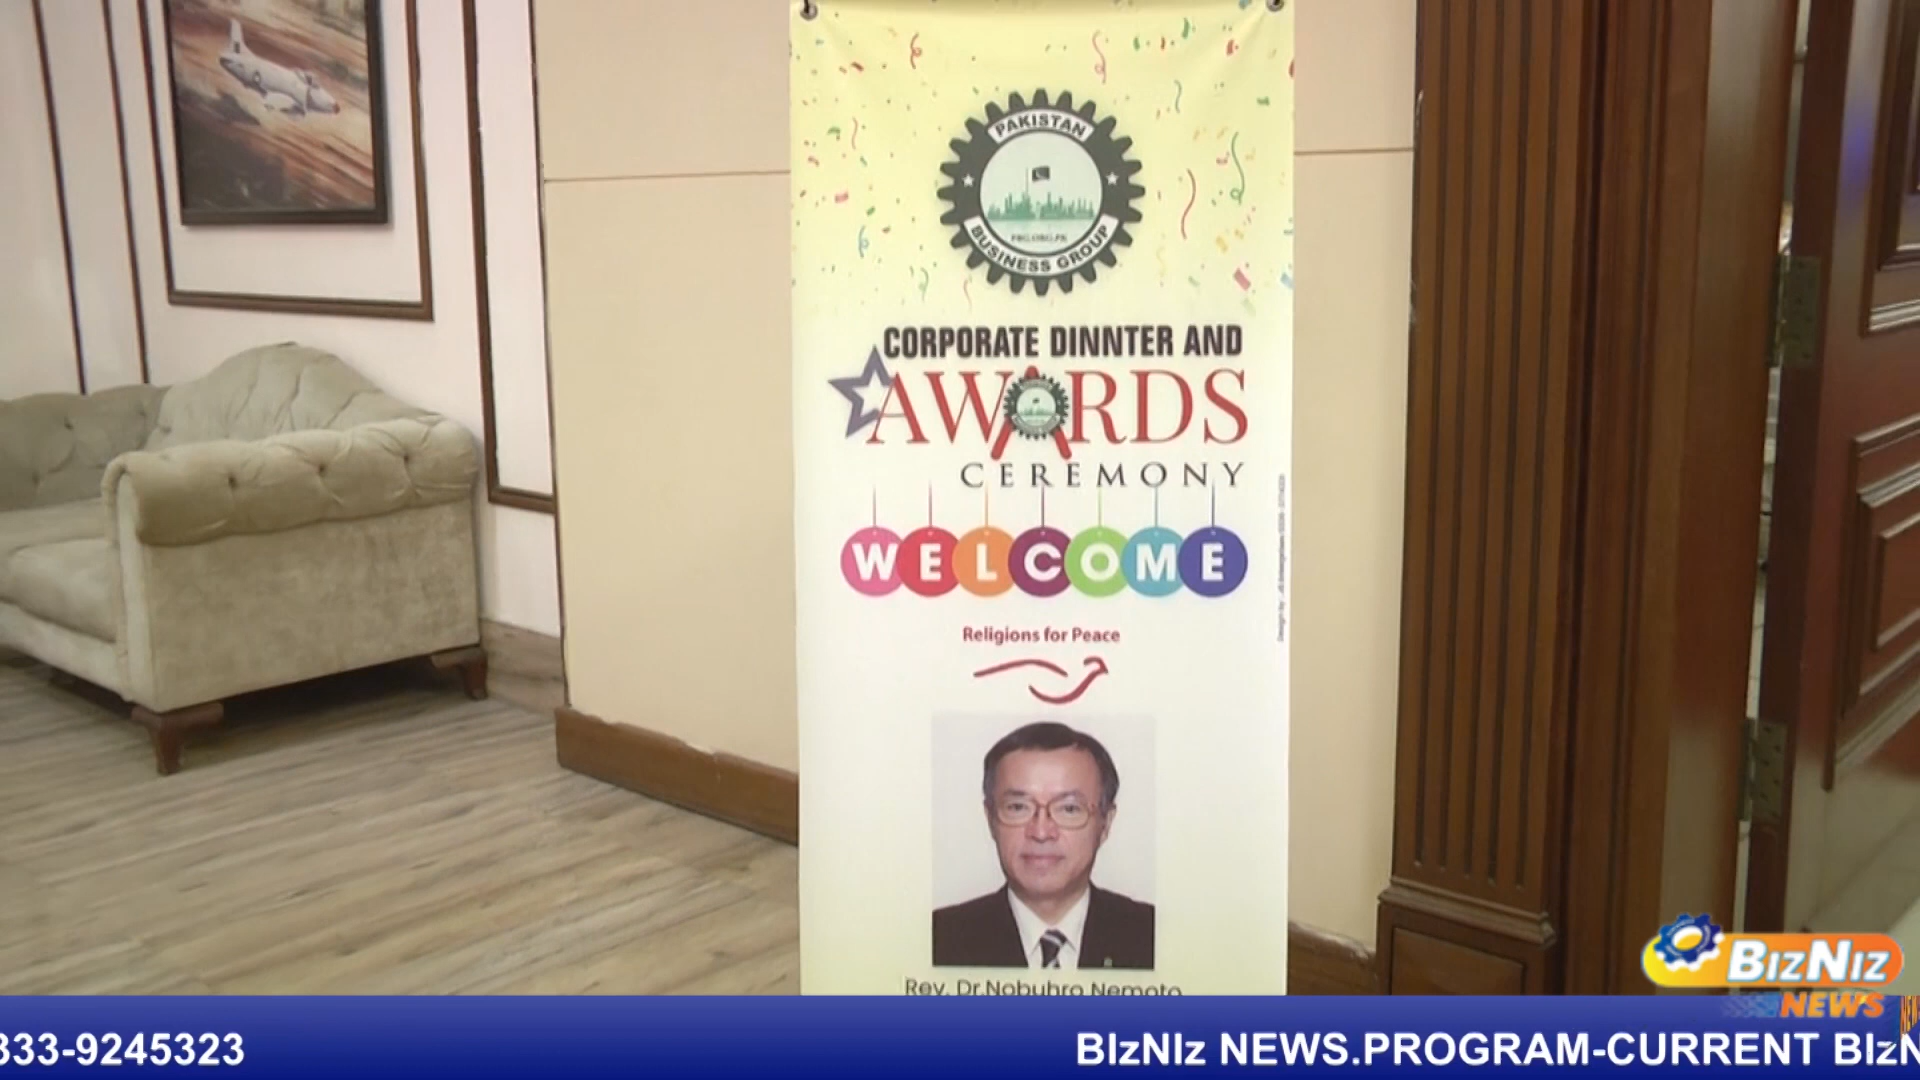 PAKISTAN
BUSINESS GROUP
CORPORATE DINNTER AND
AWARDS
CEREMONY
WELCOME
Religions for Peace
Rev. Dr.Nobuhro Nemoto
BIZNIZ
NEWS
333-9245323
BIzNIz NEWS.PROGRAM-CURRENT BIzN